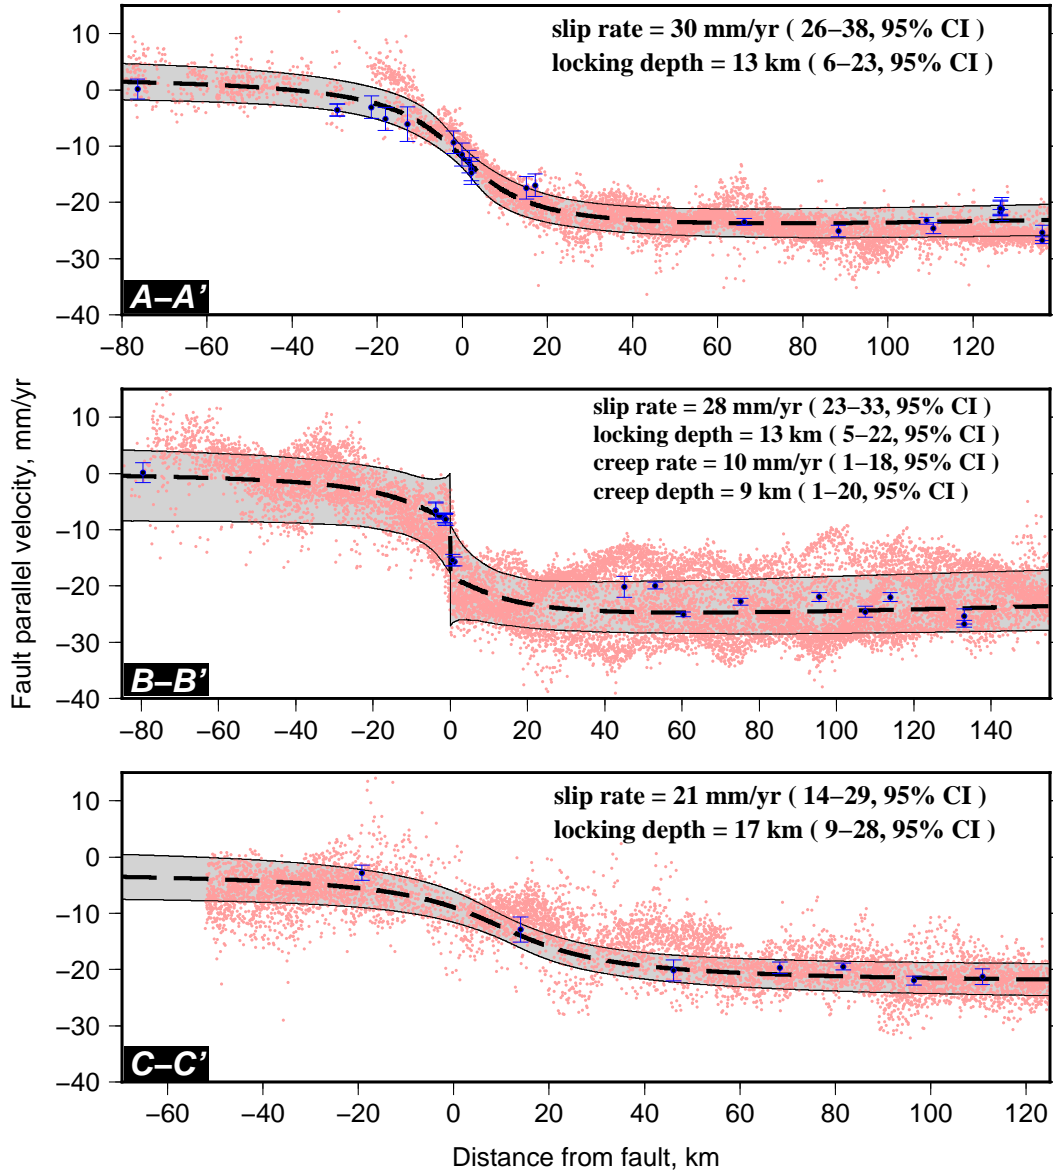 slip rate = 30 mm/yr ( 26–38, 95% CI )
locking depth = 13 km ( 6–23, 95% CI )
10
0
−10
−20
−30
−40
A–A’
−80 −60 −40 −20 0 20 40 60 80 100 120
Fault parallel velocity, mm/yr
slip rate = 28 mm/yr ( 23–33, 95% CI )
locking depth = 13 km ( 5–22, 95% CI )
creep rate = 10 mm/yr ( 1–18, 95% CI )
creep depth = 9 km ( 1–20, 95% CI )
10
0
−10
−20
−30
−40
B–B’
−80 −60 −40 −20 0 20 40 60 80 100 120 140
slip rate = 21 mm/yr ( 14–29, 95% CI )
locking depth = 17 km ( 9–28, 95% CI )
10
0
−10
−20
−30
−40
C–C’
−60 −40 −20 0 20 40 60 80 100 120
Distance from fault, km